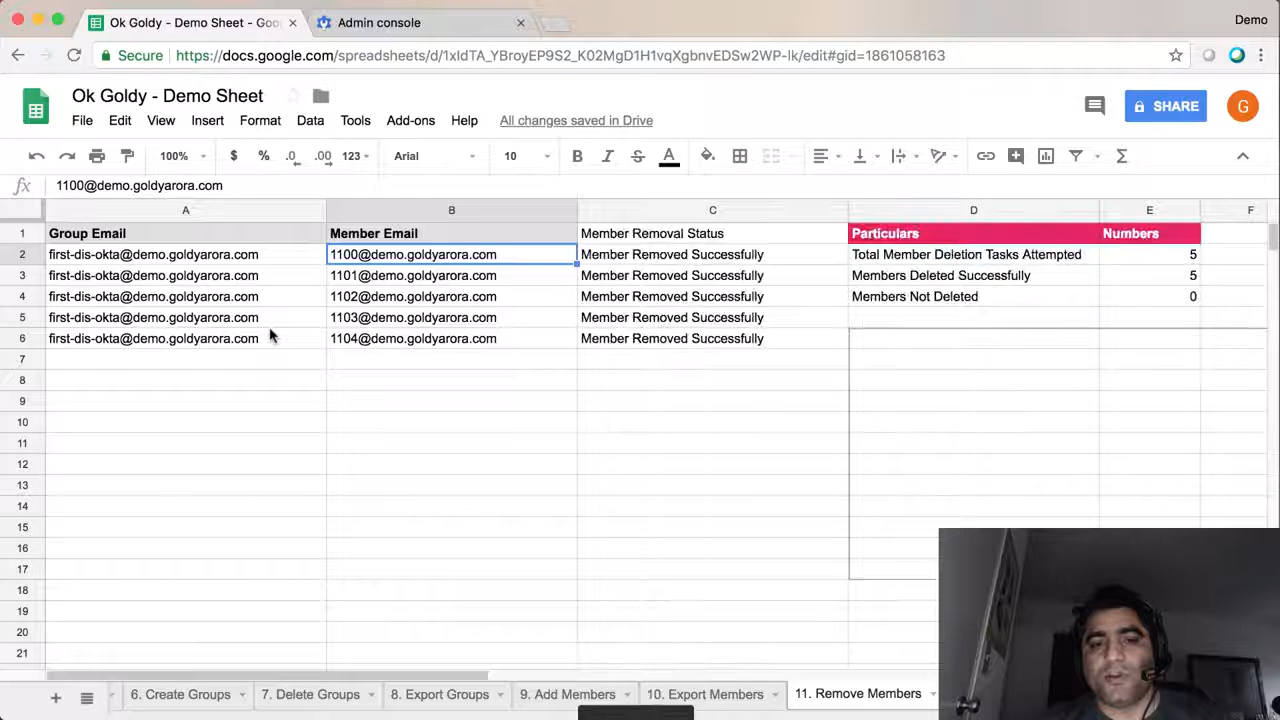 Ok Goldy - Demo Sheet - Goo
Admin console
Demo
Secure
https://docs.google.com/spreadsheets/d/1xIdTA_YBroyEP9S2_K02MgD1H1vqXgbnvEDSw2WP-lk/edit#gid=1861058163
Ok Goldy - Demo Sheet
SHARE
G
File Edit View Insert Format Data Tools Add-ons Help All changes saved in Drive
100% $ % .0 .00 123 Arial 10 B I S A Σ
fx 1100@demo.goldyarora.com
A B C D E F
1 Group Email Member Email Member Removal Status Particulars Numbers
2 first-dis-okta@demo.goldyarora.com 1100@demo.goldyarora.com Member Removed Successfully Total Member Deletion Tasks Attempted 5
3 first-dis-okta@demo.goldyarora.com 1101@demo.goldyarora.com Member Removed Successfully Members Deleted Successfully 5
4 first-dis-okta@demo.goldyarora.com 1102@demo.goldyarora.com Member Removed Successfully Members Not Deleted 0
5 first-dis-okta@demo.goldyarora.com 1103@demo.goldyarora.com Member Removed Successfully
6 first-dis-okta@demo.goldyarora.com 1104@demo.goldyarora.com Member Removed Successfully
7
8
9
10
11
12
13
14
15
16
17
18
19
20
21
6. Create Groups 7. Delete Groups 8. Export Groups 9. Add Members 10. Export Members 11. Remove Members